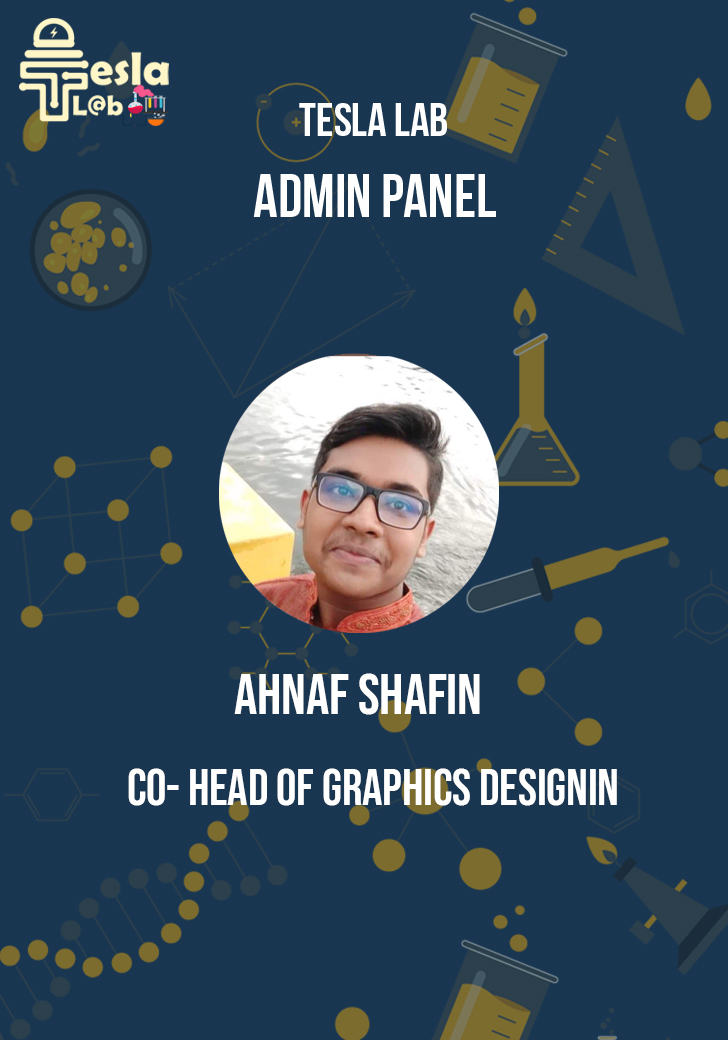 Tesla
L@b
TESLA LAB
ADMIN PANEL
AHNAF SHAFIN
CO- HEAD OF GRAPHICS DESIGNIN